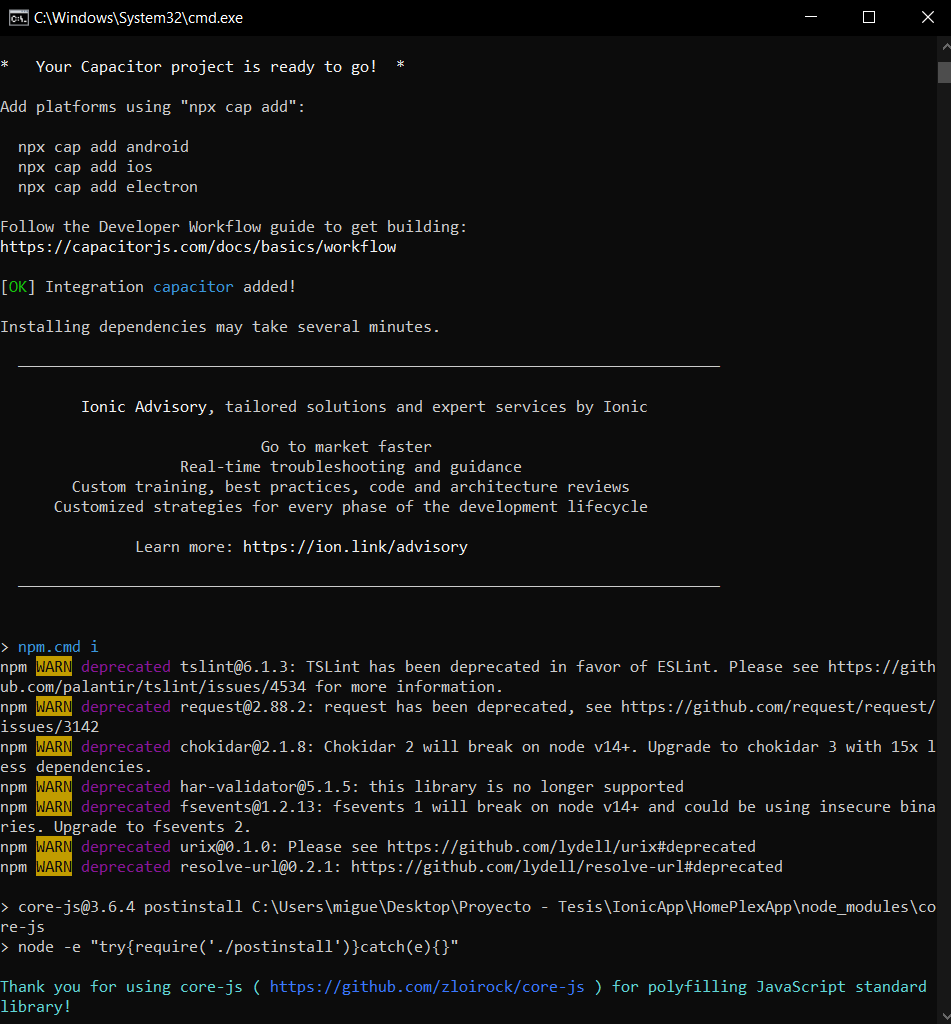 C:\Windows\System32\cmd.exe
*   Your Capacitor project is ready to go!  *
Add platforms using "npx cap add":
npx cap add android
npx cap add ios
npx cap add electron
Follow the Developer Workflow guide to get building:
https://capacitorjs.com/docs/basics/workflow
[OK] Integration capacitor added!
Installing dependencies may take several minutes.
Ionic Advisory, tailored solutions and expert services by Ionic
Go to market faster
Real-time troubleshooting and guidance
Custom training, best practices, code and architecture reviews
Customized strategies for every phase of the development lifecycle
Learn more: https://ion.link/advisory
> npm.cmd i
npm WARN deprecated tslint@6.1.3: TSLint has been deprecated in favor of ESLint. Please see https://gith
ub.com/palantir/tslint/issues/4534 for more information.
npm WARN deprecated request@2.88.2: request has been deprecated, see https://github.com/request/request/
issues/3142
npm WARN deprecated chokidar@2.1.8: Chokidar 2 will break on node v14+. Upgrade to chokidar 3 with 15x l
ess dependencies.
npm WARN deprecated har-validator@5.1.5: this library is no longer supported
npm WARN deprecated fsevents@1.2.13: fsevents 1 will break on node v14+ and could be using insecure bina
ries. Upgrade to fsevents 2.
npm WARN deprecated urix@0.1.0: Please see https://github.com/lydell/urix#deprecated
npm WARN deprecated resolve-url@0.2.1: https://github.com/lydell/resolve-url#deprecated
> core-js@3.6.4 postinstall C:\Users\migue\Desktop\Proyecto - Tesis\IonicApp\HomePlexApp\node_modules\co
re-js
> node -e "try{require('./postinstall')}catch(e){}"
Thank you for using core-js ( https://github.com/zloirock/core-js ) for polyfilling JavaScript standard
library!